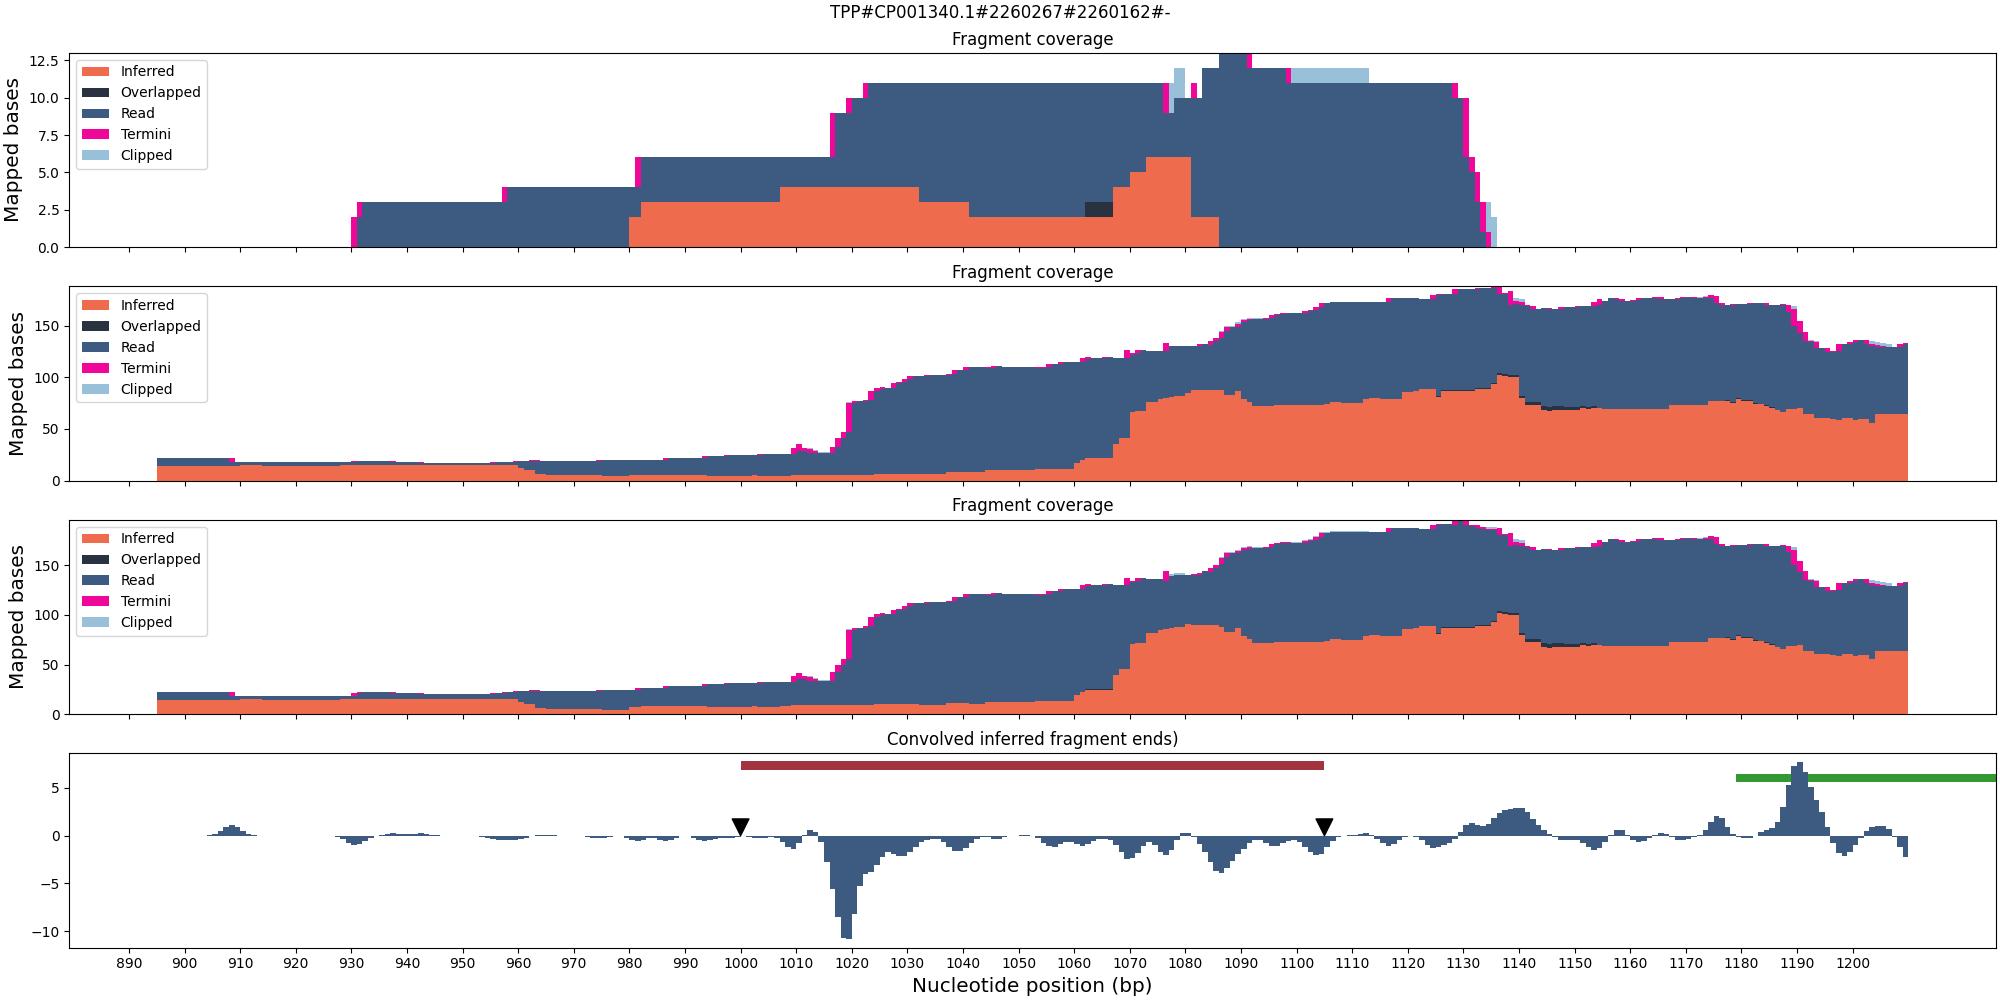 TPP#CP001340.1#2260267#2260162#-
Fragment coverage
Mapped bases
12.5
10.0
7.5
5.0
2.5
0.0
Inferred
Overlapped
Read
Termini
Clipped
Fragment coverage
Mapped bases
150
100
50
0
Inferred
Overlapped
Read
Termini
Clipped
Fragment coverage
Mapped bases
150
100
50
0
Inferred
Overlapped
Read
Termini
Clipped
Convolved inferred fragment ends)
5
0
−5
−10
890 900 910 920 930 940 950 960 970 980 990 1000 1010 1020 1030 1040 1050 1060 1070 1080 1090 1100 1110 1120 1130 1140 1150 1160 1170 1180 1190 1200
Nucleotide position (bp)